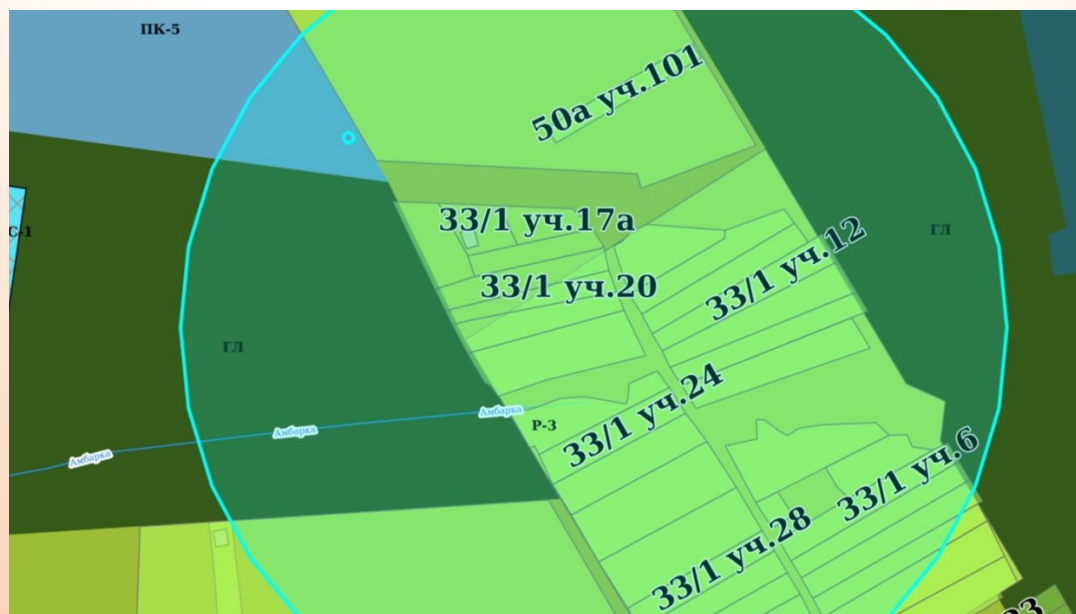 ПК-5
50а уч.101
33/1 уч.17а
33/1 уч.12
ГЛ
С-1
33/1 уч.20
ГЛ
Амбарка
Амбарка
Амбарка
Р-3
33/1 уч.24
33/1 уч.6
33/1 уч.28